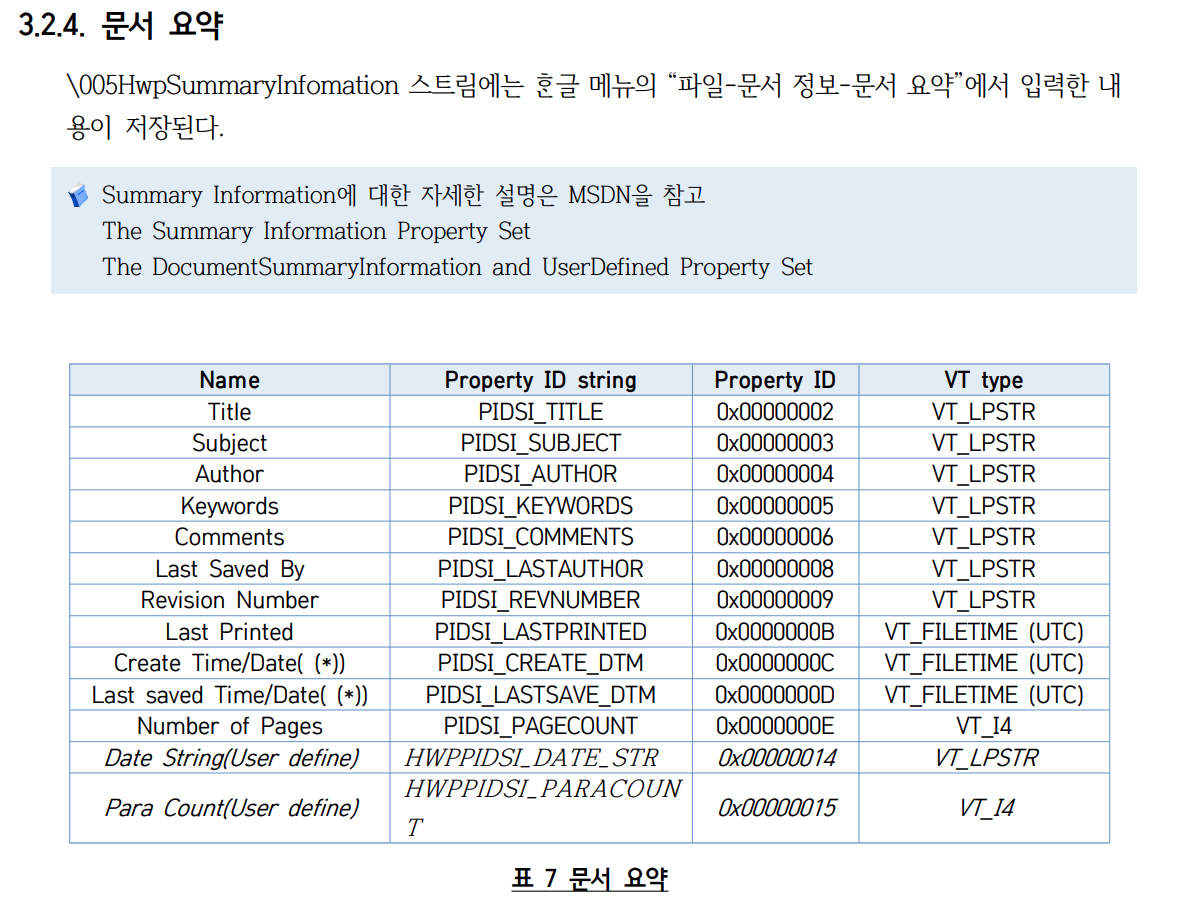 3.2.4. 문서 요약
\005HwpSummaryInfomation 스트림에는 ᄒᆞᆫ글 메뉴의 “파일-문서 정보-문서 요약”에서 입력한 내
용이 저장된다.
Summary Information에 대한 자세한 설명은 MSDN을 참고
The Summary Information Property Set
The DocumentSummaryInformation and UserDefined Property Set
Name Property ID string Property ID VT type
Title PIDSI_TITLE 0x00000002 VT_LPSTR
Subject PIDSI_SUBJECT 0x00000003 VT_LPSTR
Author PIDSI_AUTHOR 0x00000004 VT_LPSTR
Keywords PIDSI_KEYWORDS 0x00000005 VT_LPSTR
Comments PIDSI_COMMENTS 0x00000006 VT_LPSTR
Last Saved By PIDSI_LASTAUTHOR 0x00000008 VT_LPSTR
Revision Number PIDSI_REVNUMBER 0x00000009 VT_LPSTR
Last Printed PIDSI_LASTPRINTED 0x0000000B VT_FILETIME (UTC)
Create Time/Date( (*)) PIDSI_CREATE_DTM 0x0000000C VT_FILETIME (UTC)
Last saved Time/Date( (*)) PIDSI_LASTSAVE_DTM 0x0000000D VT_FILETIME (UTC)
Number of Pages PIDSI_PAGECOUNT 0x0000000E VT_I4
Date String(User define) HWPPIDSI_DATE_STR 0x00000014 VT_LPSTR
Para Count(User define) HWPPIDSI_PARACOUN 0x00000015 VT_I4
T
표 7 문서 요약